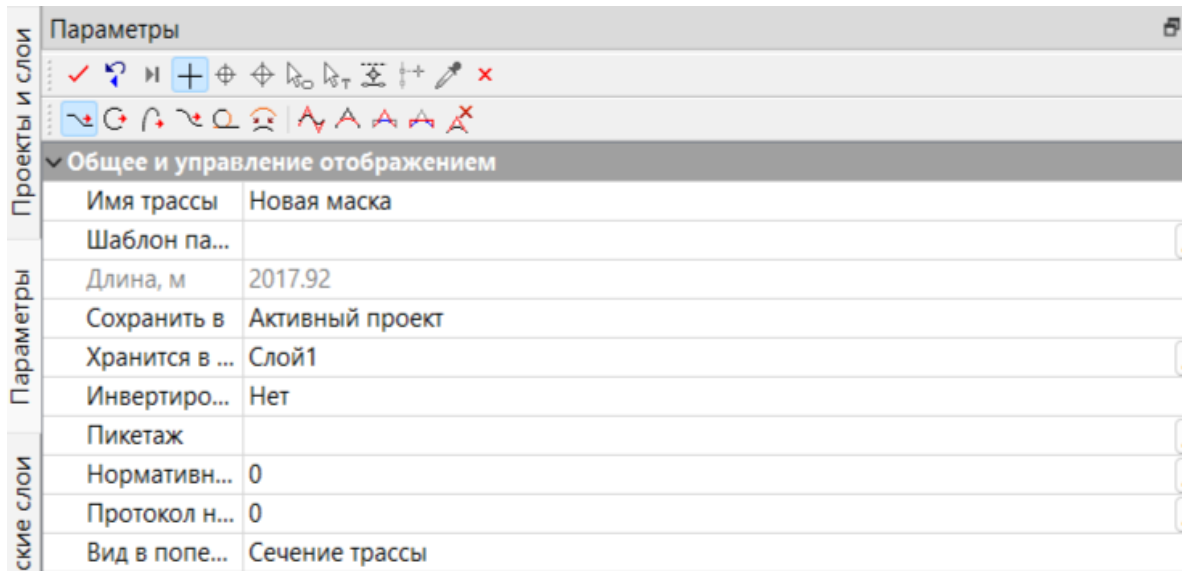 Параметры
Общее и управление отображением
Имя трассы Новая маска
Шаблон па...
Длина, м 2017.92
Сохранить в Активный проект
Хранится в ... Слой1
Инвертиро... Нет
Пикетаж
Нормативн... 0
Протокол н... 0
Вид в попе... Сечение трассы
Проекты и слои
Параметры
ские слои